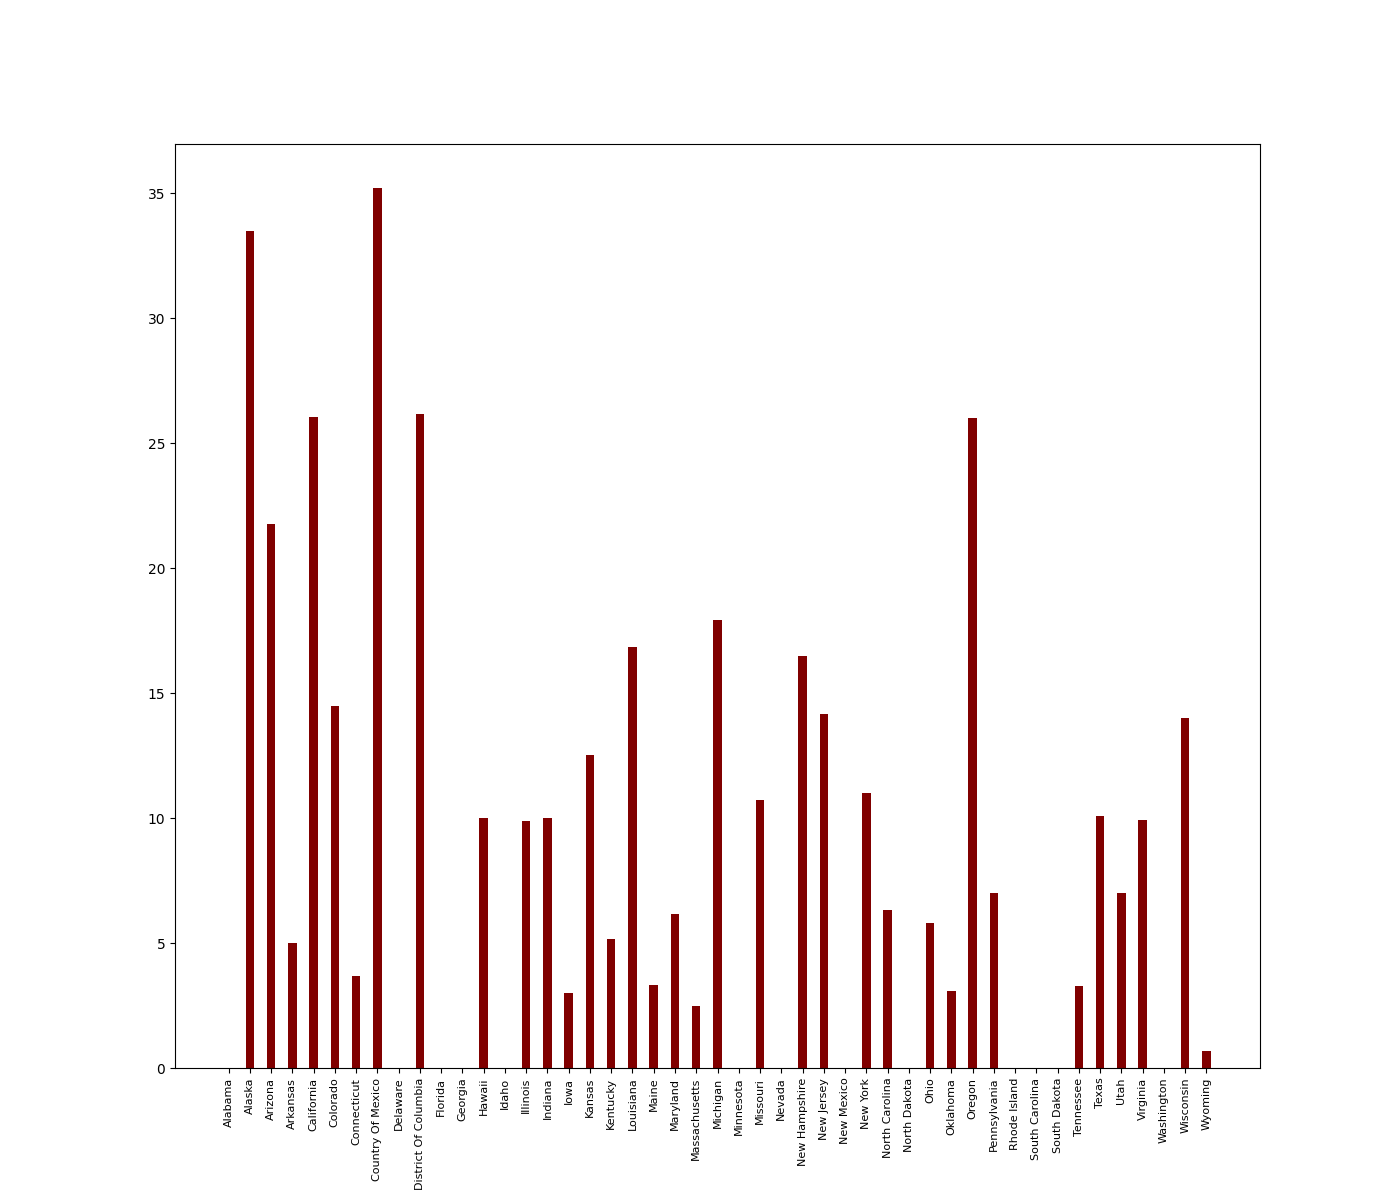 35
30
25
20
15
10
5
0
Alabama
Alaska
Arizona
Arkansas
California
Colorado
Connecticut
Country Of Mexico
Delaware
District Of Columbia
Florida
Georgia
Hawaii
Idaho
Illinois
Indiana
Iowa
Kansas
Kentucky
Louisiana
Maine
Maryland
Massachusetts
Michigan
Minnesota
Missouri
Nevada
New Hampshire
New Jersey
New Mexico
New York
North Carolina
North Dakota
Ohio
Oklahoma
Oregon
Pennsylvania
Rhode Island
South Carolina
South Dakota
Tennessee
Texas
Utah
Virginia
Washington
Wisconsin
Wyoming